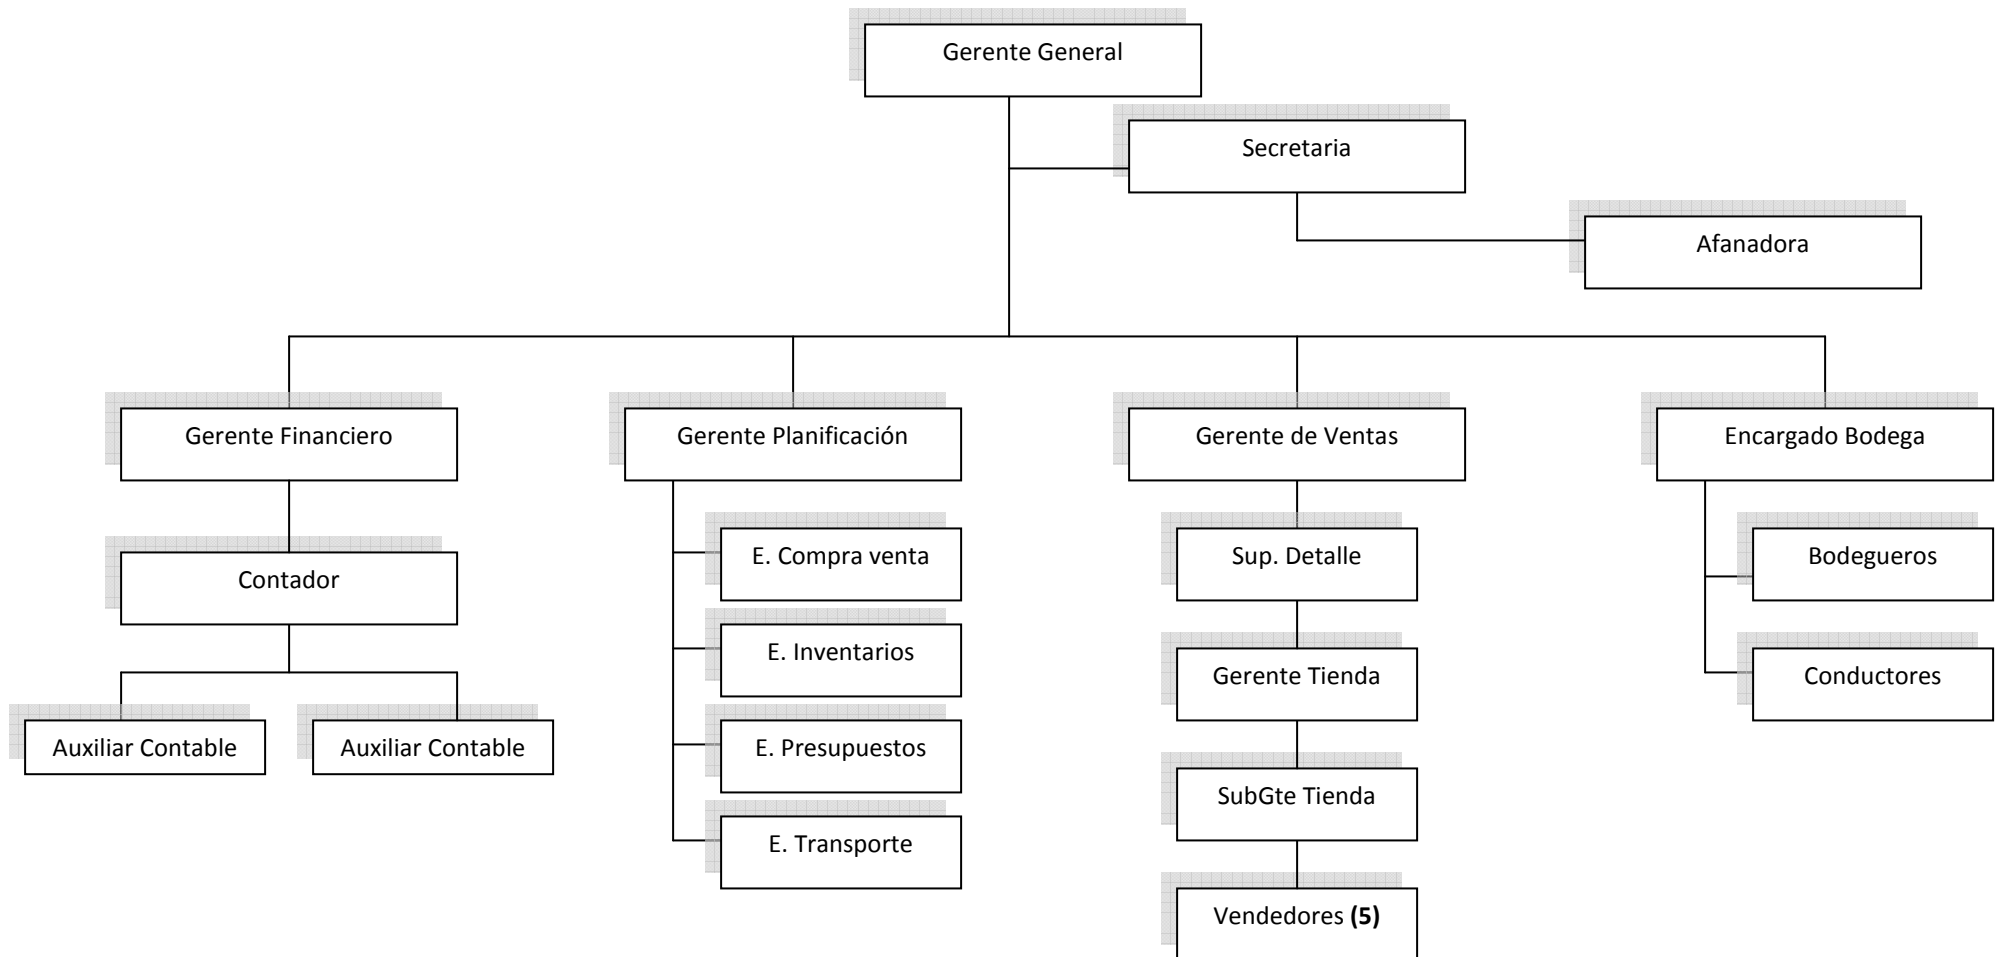 Gerente General
Secretaria
Afanadora
Gerente Financiero
Gerente Planificación
Gerente de Ventas
Encargado Bodega
E. Compra venta
Sup. Detalle
Bodegueros
Contador
E. Inventarios
Gerente Tienda
Conductores
Auxiliar Contable
Auxiliar Contable
E. Presupuestos
SubGte Tienda
E. Transporte
Vendedores (5)